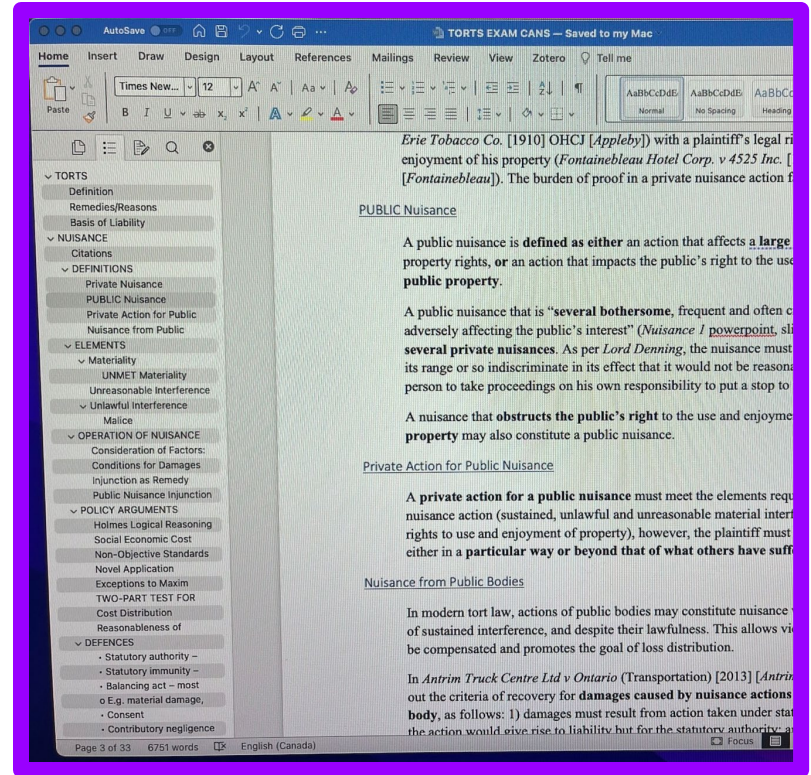 AutoSave OFF
TORTS EXAM CANS — Saved to my Mac
Home Insert Draw Design Layout References Mailings Review View Zotero Tell me
Paste
Times New... 12
Aa
B I U ab x₂ x² A A
AaBbCcDdEe
Normal
AaBbCcDdEe
No Spacing
AaBbCc
Heading
TORTS
Definition
Remedies/Reasons
Basis of Liability
NUISANCE
Citations
DEFINITIONS
Private Nuisance
PUBLIC Nuisance
Private Action for Public
Nuisance from Public
ELEMENTS
Materiality
UNMET Materiality
Unreasonable Interference
Unlawful Interference
Malice
OPERATION OF NUISANCE
Consideration of Factors:
Conditions for Damages
Injunction as Remedy
Public Nuisance Injunction
POLICY ARGUMENTS
Holmes Logical Reasoning
Social Economic Cost
Non-Objective Standards
Novel Application
Exceptions to Maxim
TWO-PART TEST FOR
Cost Distribution
Reasonableness of
DEFENCES
• Statutory authority –
• Statutory immunity –
• Balancing act – most
o E.g. material damage,
• Consent
• Contributory negligence
Erie Tobacco Co. [1910] OHCJ [Appleby]) with a plaintiff's legal ri
enjoyment of his property (Fontainebleau Hotel Corp. v 4525 Inc. [
[Fontainebleau]). The burden of proof in a private nuisance action f
PUBLIC Nuisance
A public nuisance is defined as either an action that affects a large
property rights, or an action that impacts the public's right to the use
public property.
A public nuisance that is "several bothersome, frequent and often c
adversely affecting the public's interest" (Nuisance 1 powerpoint, sli
several private nuisances. As per Lord Denning, the nuisance must
its range or so indiscriminate in its effect that it would not be reasona
person to take proceedings on his own responsibility to put a stop to
A nuisance that obstructs the public's right to the use and enjoyme
property may also constitute a public nuisance.
Private Action for Public Nuisance
A private action for a public nuisance must meet the elements requ
nuisance action (sustained, unlawful and unreasonable material interf
rights to use and enjoyment of property), however, the plaintiff must
either in a particular way or beyond that of what others have suff
Nuisance from Public Bodies
In modern tort law, actions of public bodies may constitute nuisance
of sustained interference, and despite their lawfulness. This allows vi
be compensated and promotes the goal of loss distribution.
In Antrim Truck Centre Ltd v Ontario (Transportation) [2013] [Antrim
out the criteria of recovery for damages caused by nuisance actions
body, as follows: 1) damages must result from action taken under stat
the action would give rise to liability but for the statutory authority; a
Page 3 of 33 6751 words English (Canada) Focus